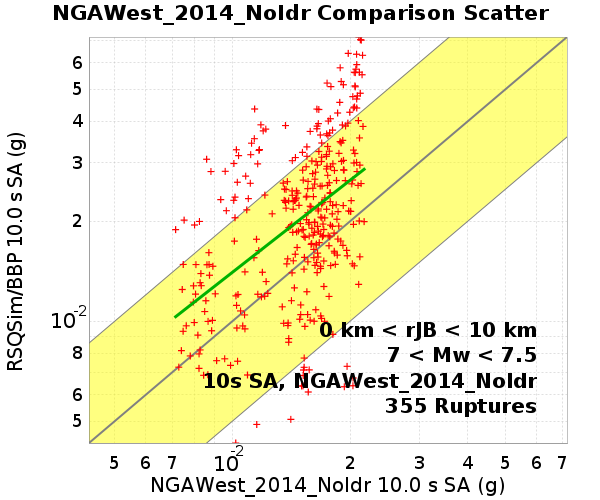 NGAWest_2014_NoIdr Comparison Scatter
RSQSim/BBP 10.0 s SA (g)
6
5
4
3
2
10-2
8
6
5
0 km < rJB < 10 km
7 < Mw < 7.5
10s SA, NGAWest_2014_NoIdr
355 Ruptures
5 6 7 10-2 2 3 4 5 6 7
NGAWest_2014_NoIdr 10.0 s SA (g)